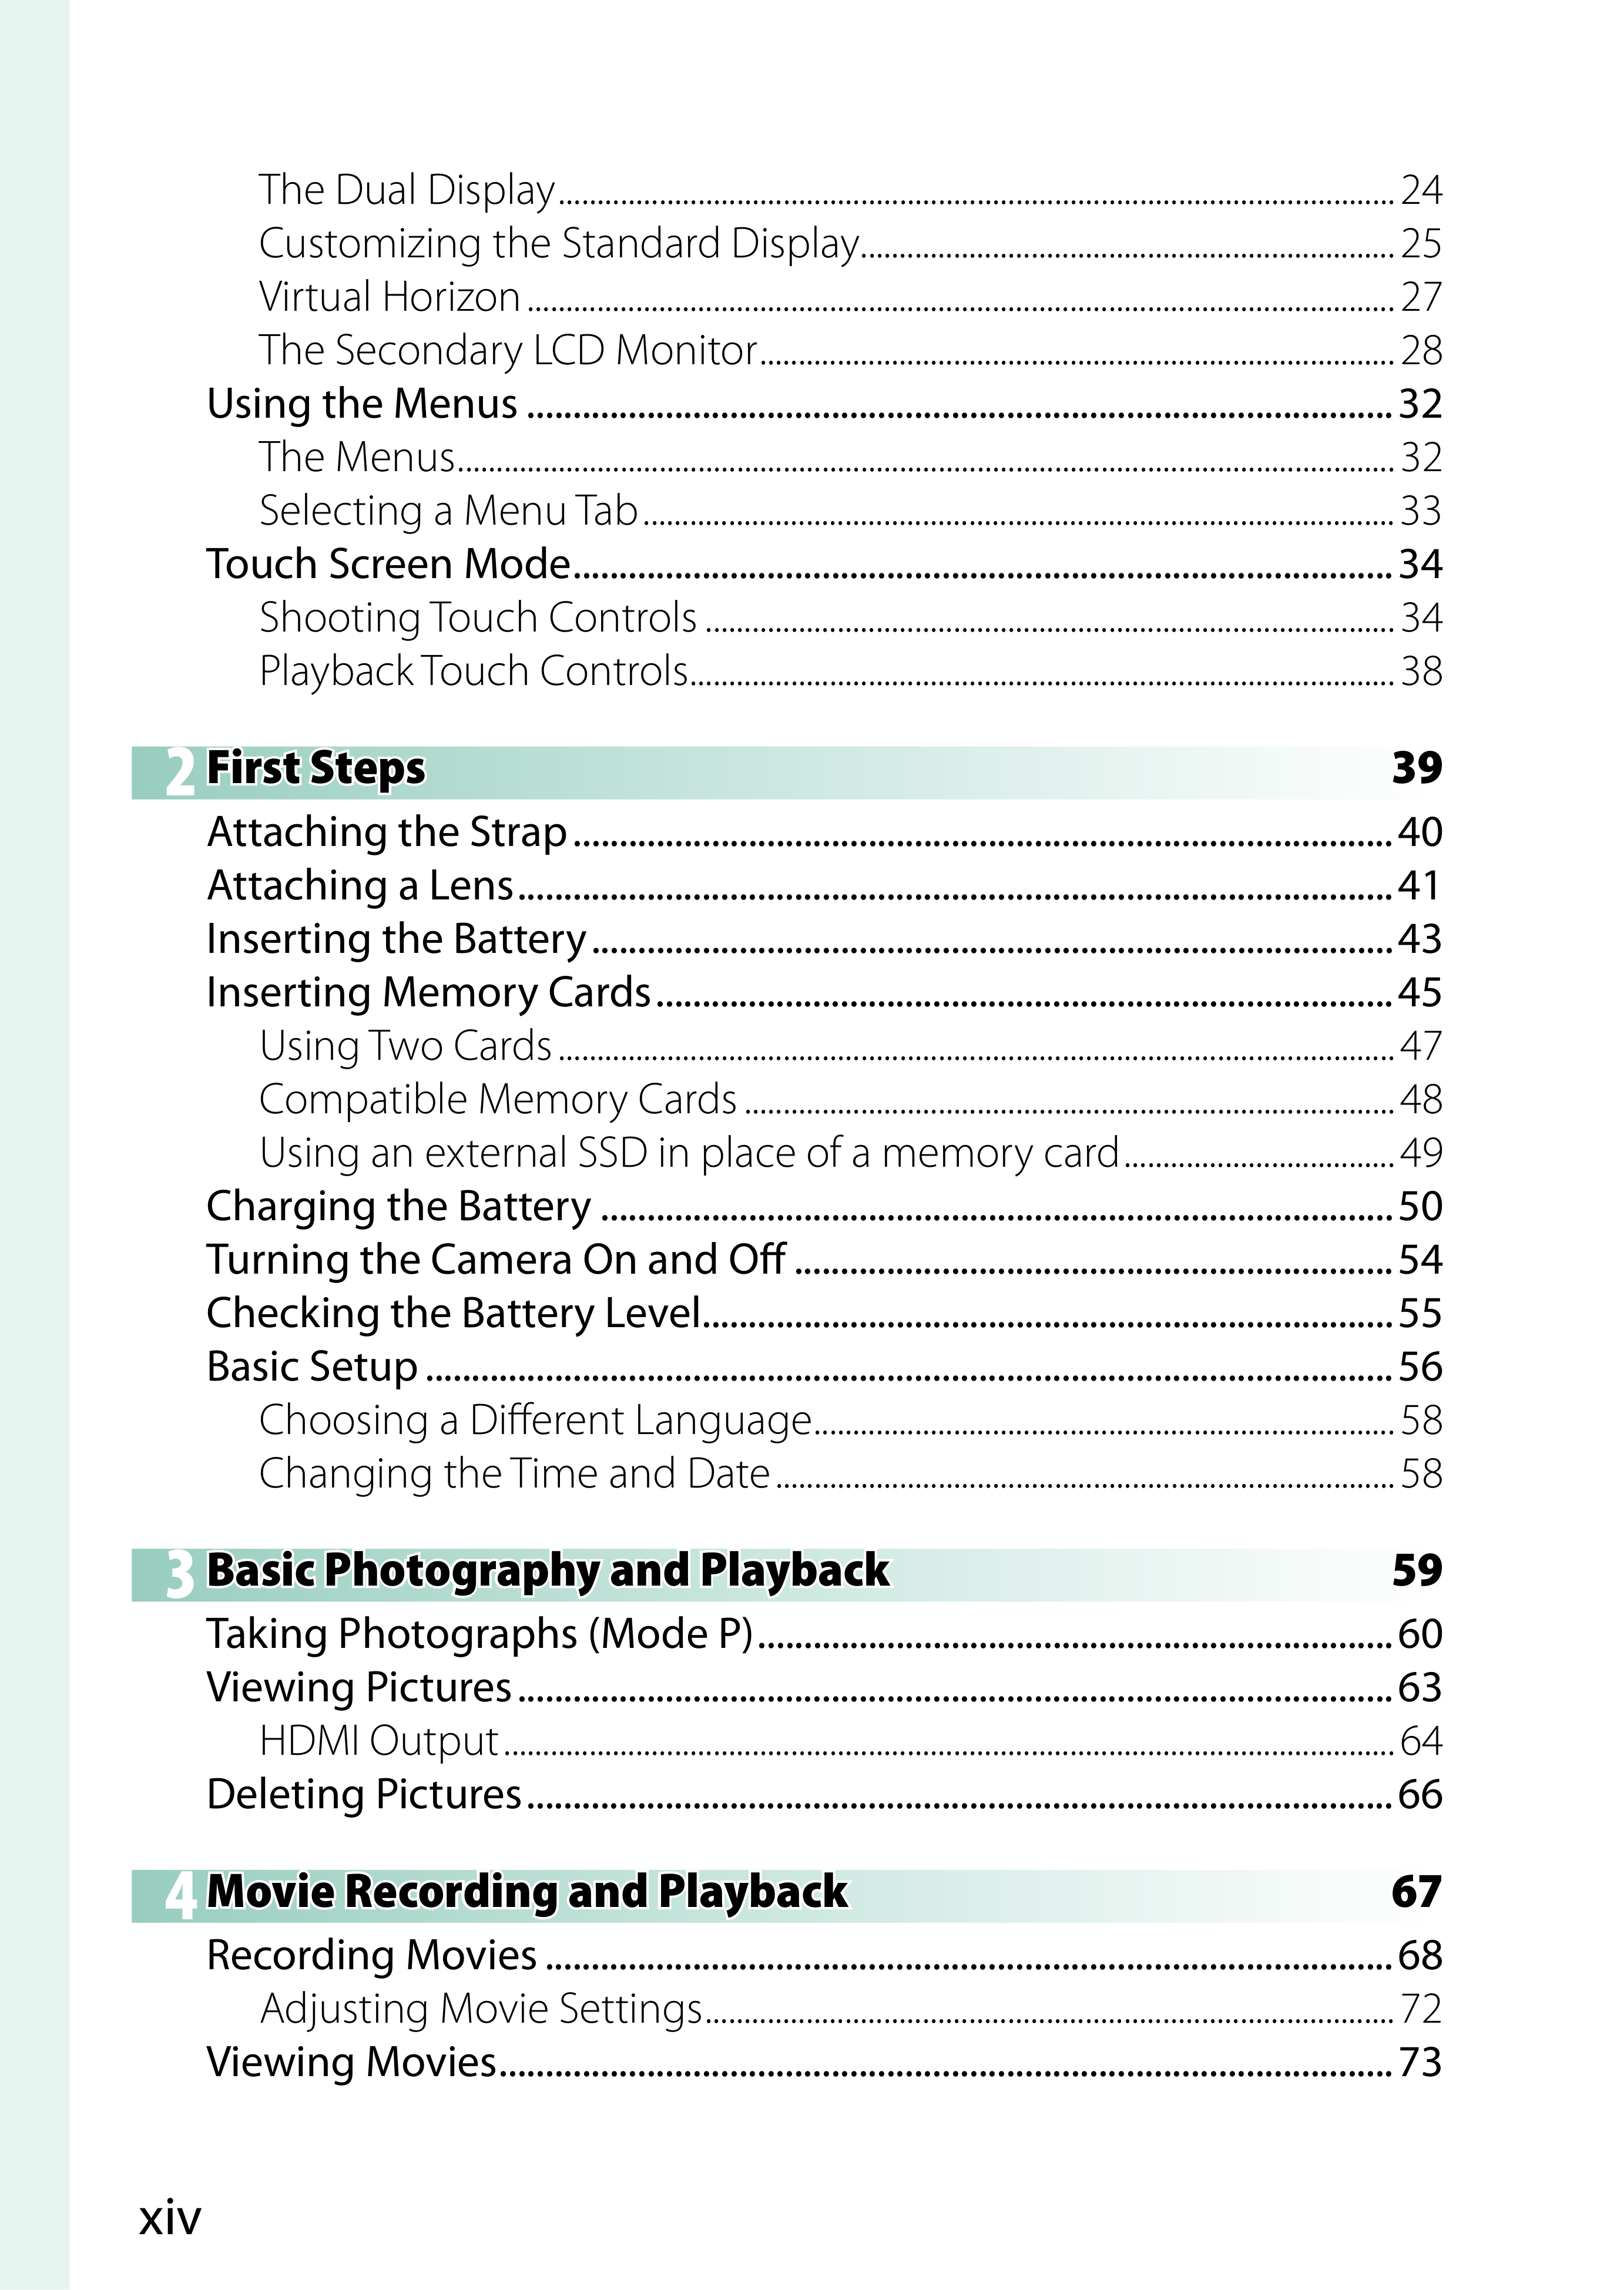 The Dual Display.......... 24
Customizing the Standard Display.......... 25
Virtual Horizon.......... 27
The Secondary LCD Monitor.......... 28
Using the Menus.......... 32
The Menus.......... 32
Selecting a Menu Tab.......... 33
Touch Screen Mode.......... 34
Shooting Touch Controls.......... 34
Playback Touch Controls.......... 38
2 First Steps 39
Attaching the Strap.......... 40
Attaching a Lens.......... 41
Inserting the Battery.......... 43
Inserting Memory Cards.......... 45
Using Two Cards.......... 47
Compatible Memory Cards.......... 48
Using an external SSD in place of a memory card.......... 49
Charging the Battery.......... 50
Turning the Camera On and Off.......... 54
Checking the Battery Level.......... 55
Basic Setup.......... 56
Choosing a Different Language.......... 58
Changing the Time and Date.......... 58
3 Basic Photography and Playback 59
Taking Photographs (Mode P).......... 60
Viewing Pictures.......... 63
HDMI Output.......... 64
Deleting Pictures.......... 66
4 Movie Recording and Playback 67
Recording Movies.......... 68
Adjusting Movie Settings.......... 72
Viewing Movies.......... 73
xiv